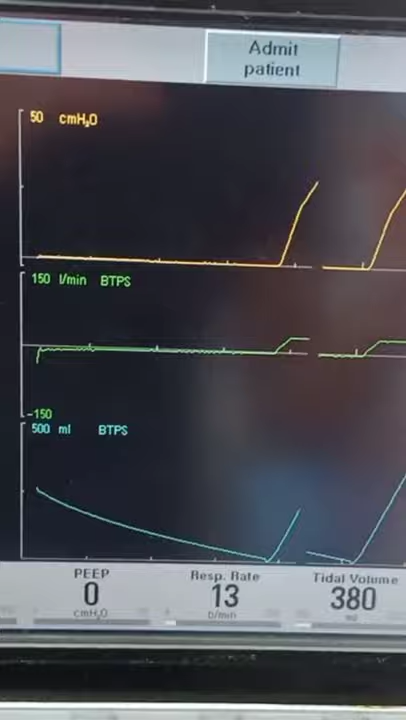 Admit
patient
50 cmH₂O
150 l/min BTPS
-150
500 ml BTPS
PEEP
0
cmH₂O
Resp. Rate
13
b/min
Tidal Volume
380
ml